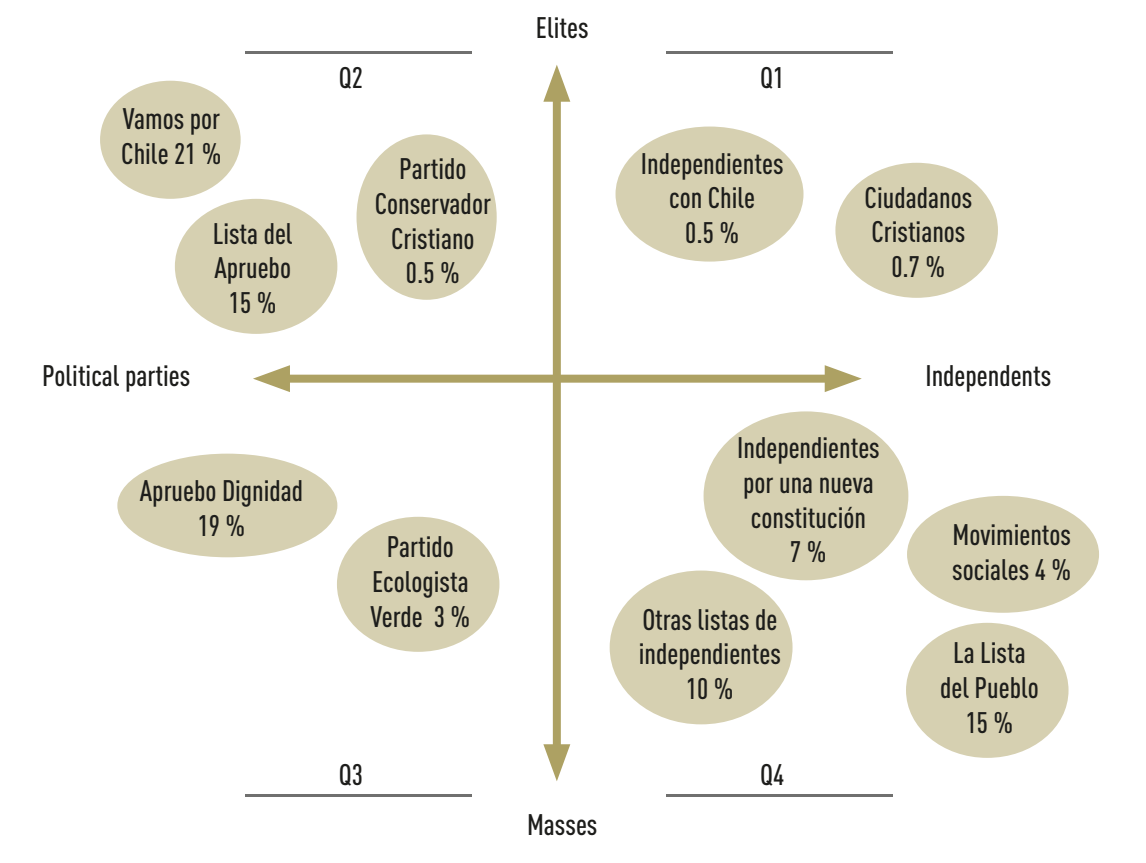 Elites
Q2
Q1
Vamos por
Chile 21 %
Partido
Conservador
Cristiano
0.5 %
Lista del
Apruebo
15 %
Independientes
con Chile
0.5 %
Ciudadanos
Cristianos
0.7 %
Political parties
Independents
Apruebo Dignidad
19 %
Partido
Ecologista
Verde 3 %
Independientes
por una nueva
constitución
7 %
Movimientos
sociales 4 %
Otras listas de
independientes
10 %
La Lista
del Pueblo
15 %
Q3
Q4
Masses